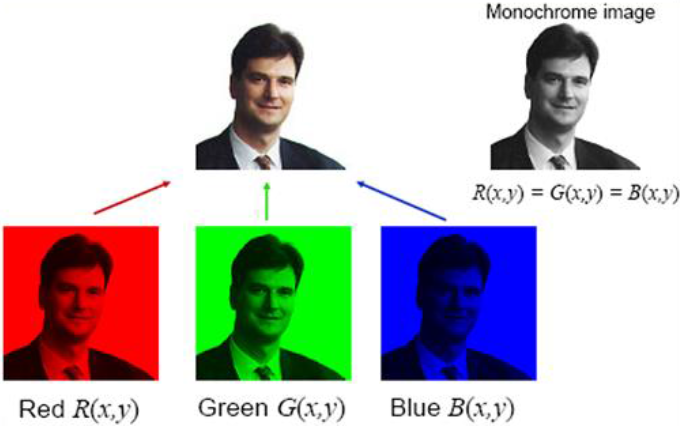 Monochrome image
R(x,y) = G(x,y) = B(x,y)
Red R(x,y)
Green G(x,y)
Blue B(x,y)